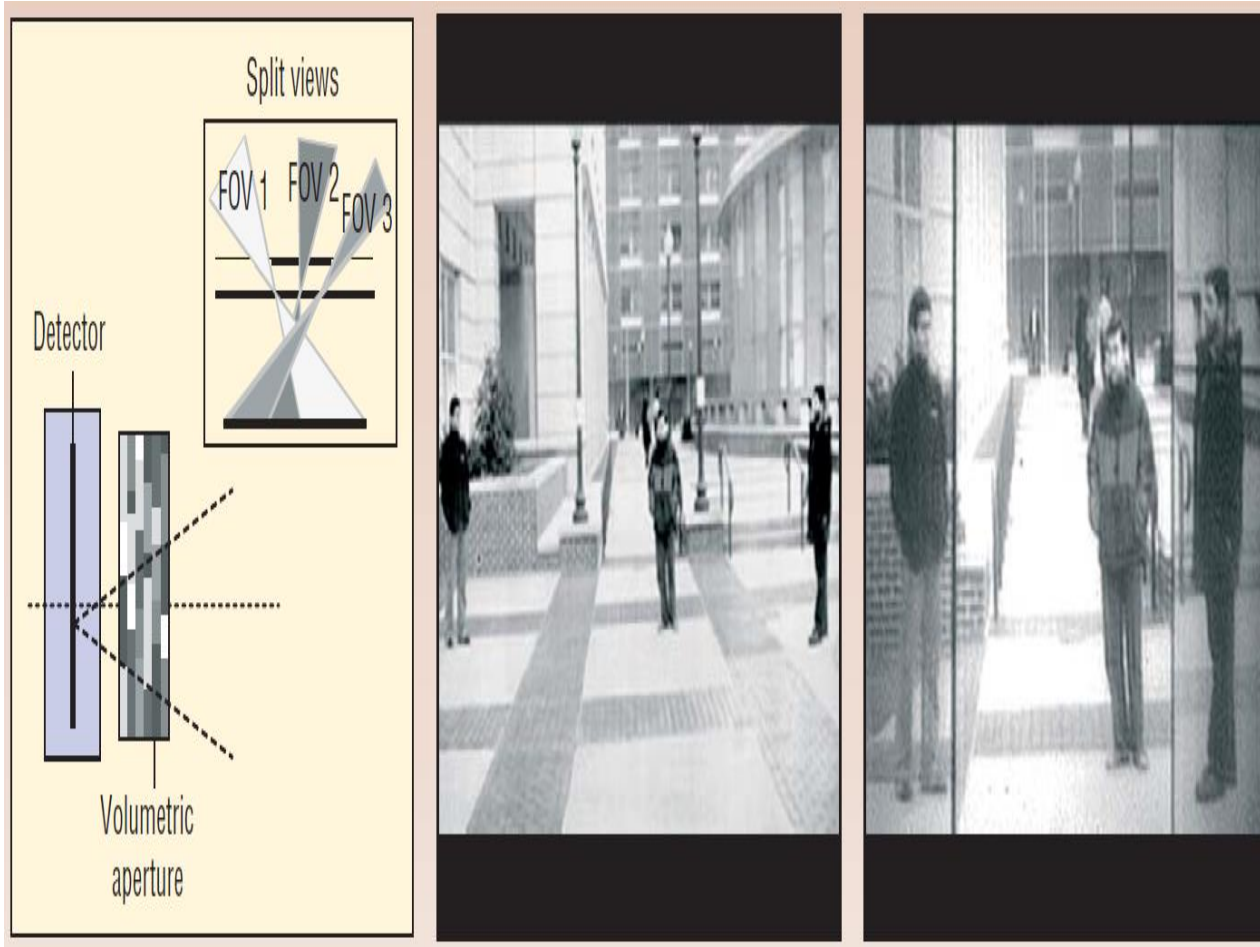 Split views
FOV 1
FOV 2
FOV 3
Detector
Volumetric
aperture